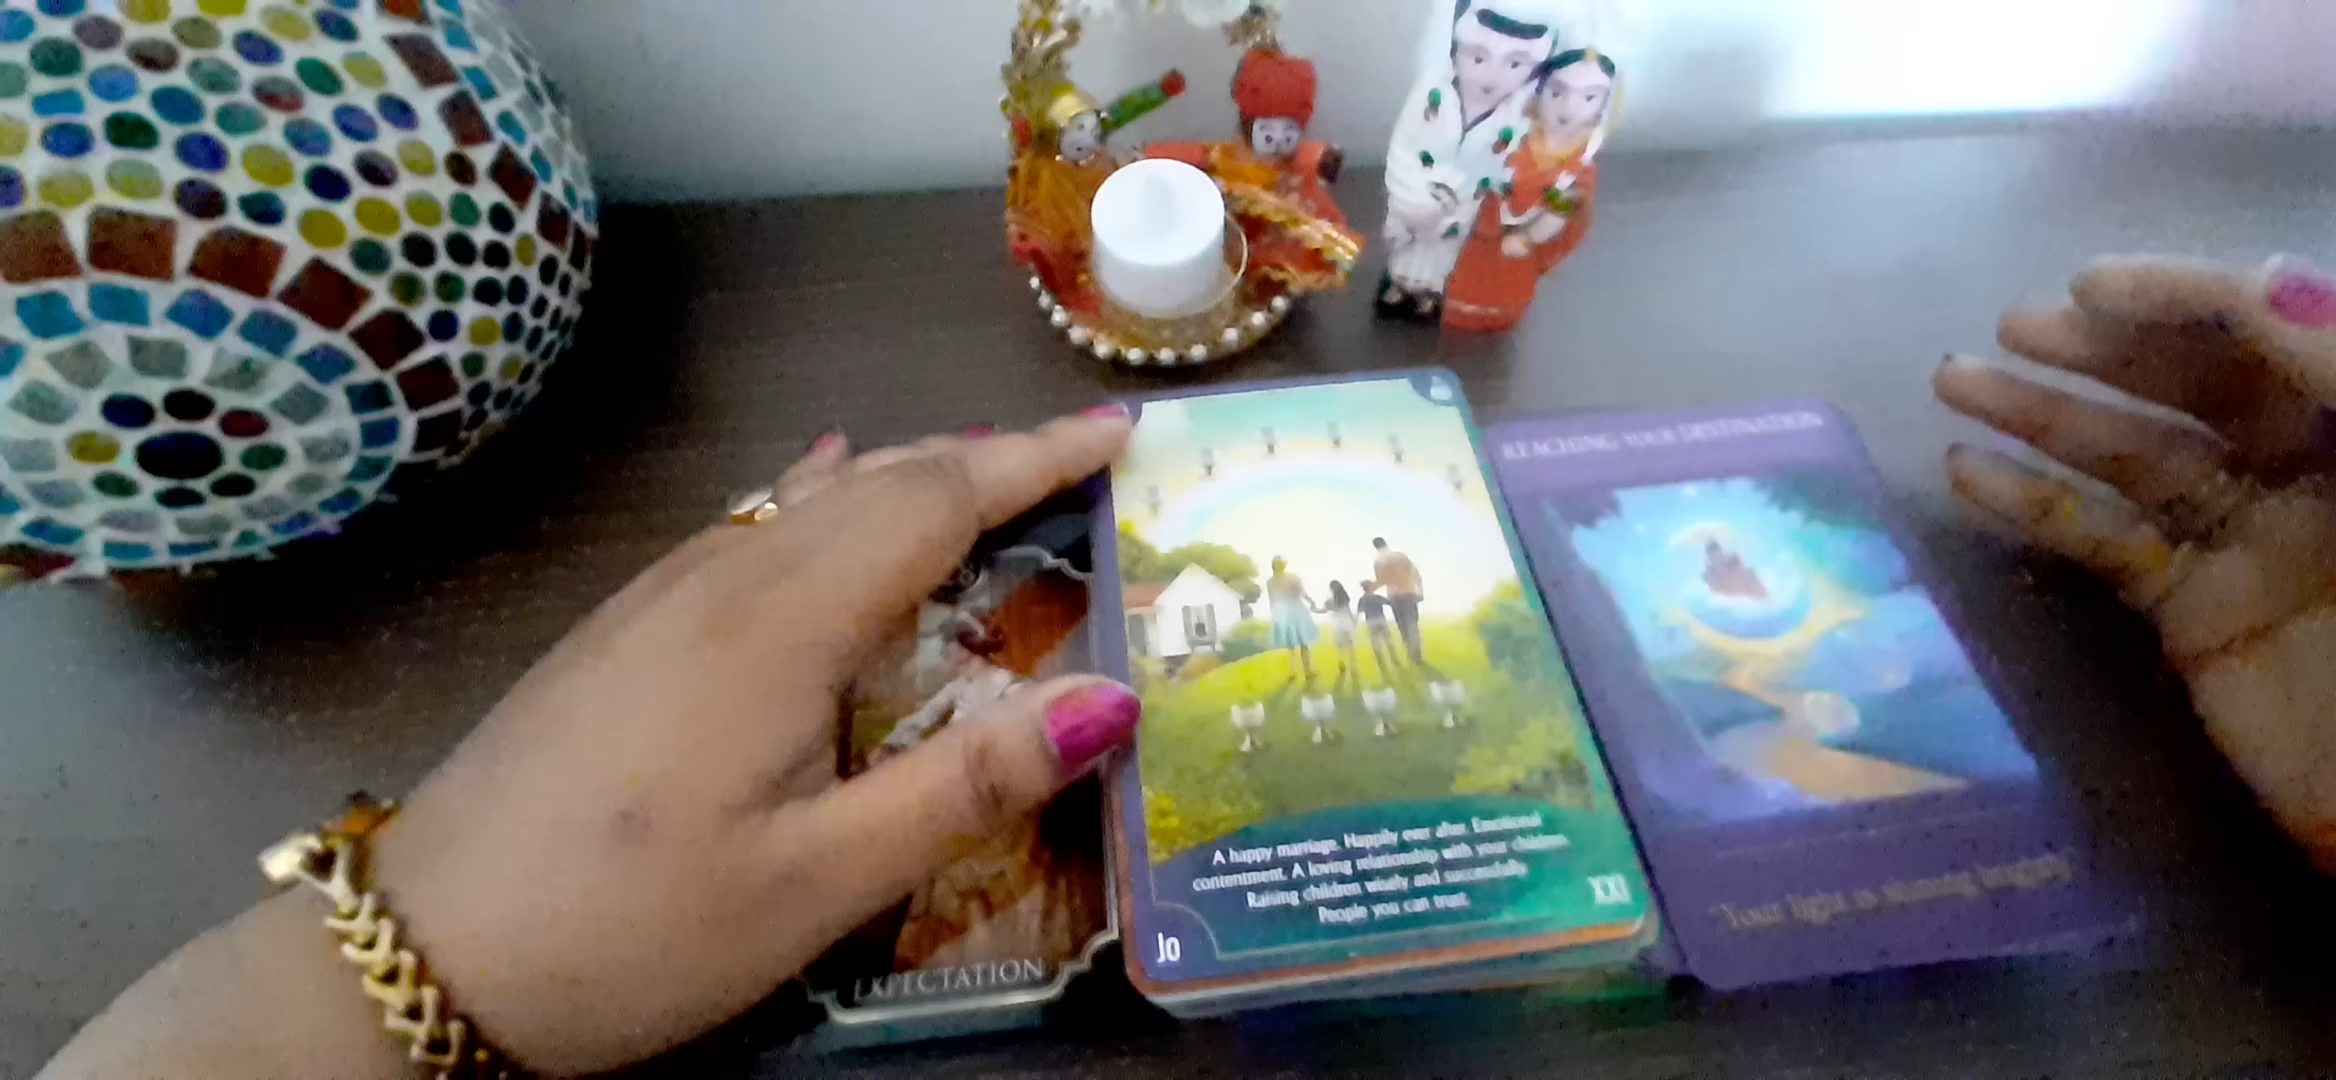 REACHING YOUR DESTINATION
A happy marriage. Happily ever after. Emotional
contentment. A loving relationship with your children.
Raising children wisely and successfully.
People you can trust.
XXI
Jo
"Your light is shining brightly"
EXPECTATION